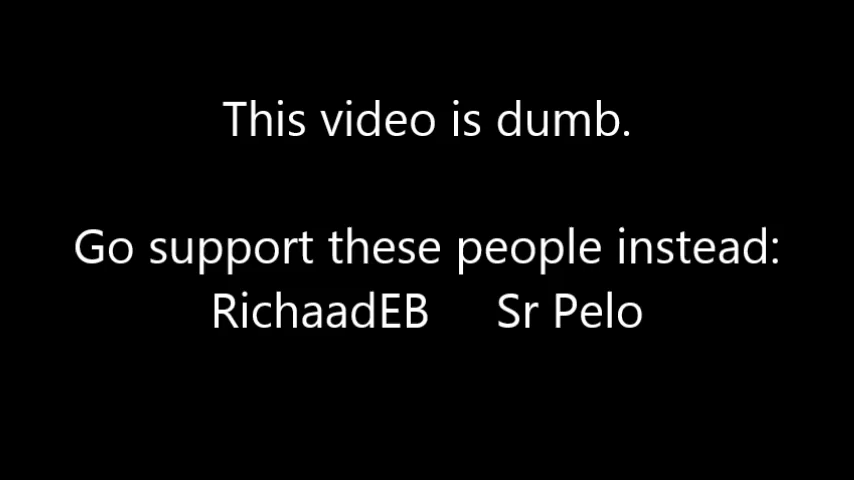 This video is dumb.
Go support these people instead:
RichaadEB Sr Pelo